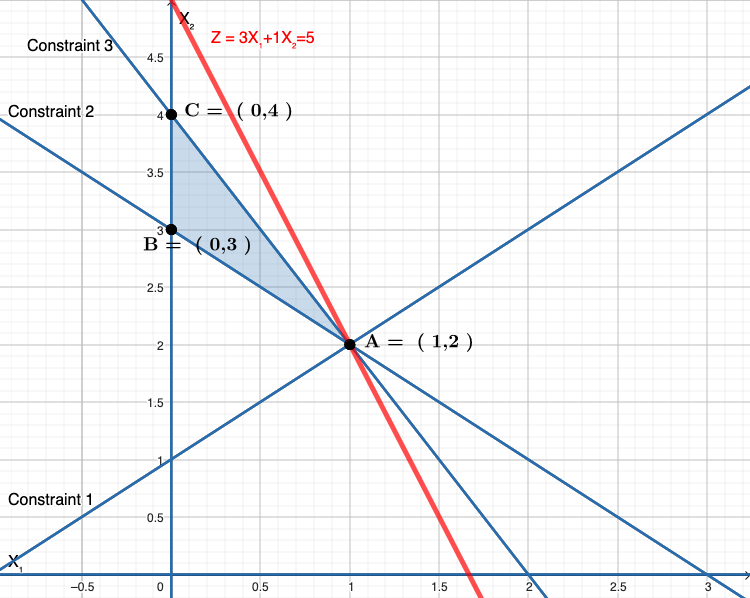 X₂
Z = 3X₁+1X₂=5
Constraint 3
4.5
Constraint 2
4
C = ( 0,4 )
3.5
3
B = ( 0,3 )
2.5
2
A = ( 1,2 )
1.5
1
Constraint 1
0.5
X₁
−0.5
0
0.5
1
1.5
2
2.5
3